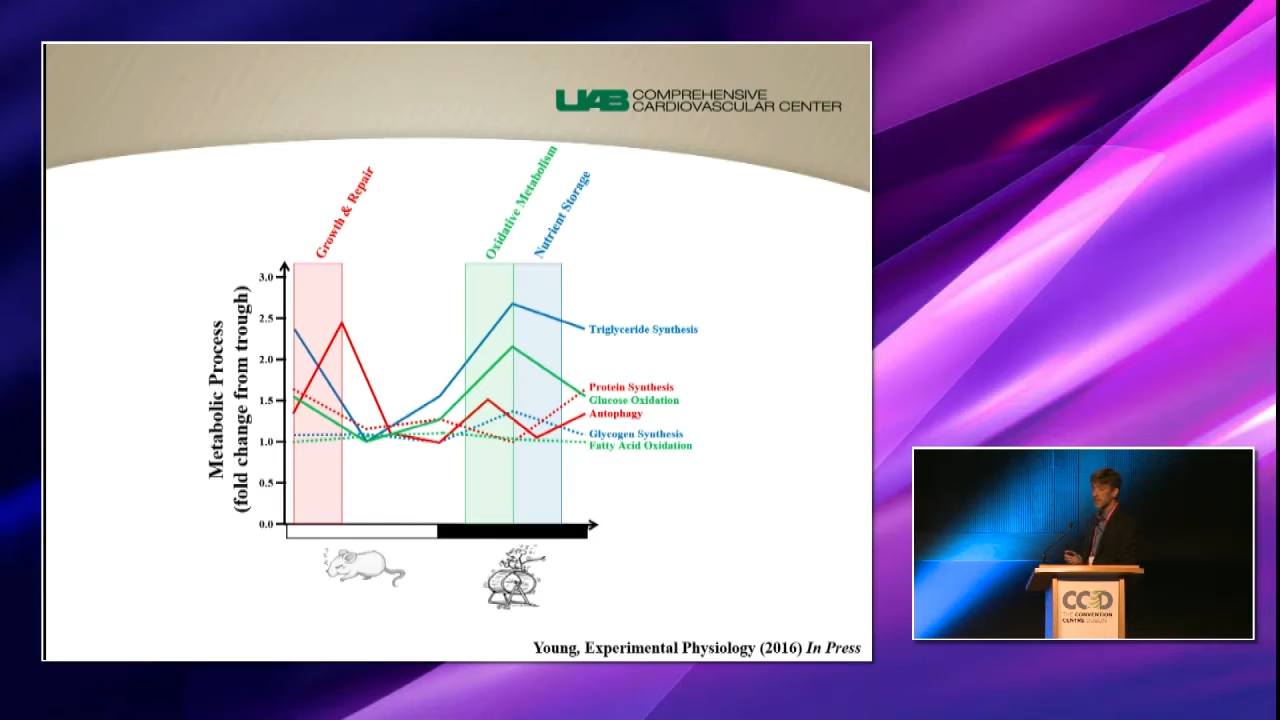 UAB COMPREHENSIVE
CARDIOVASCULAR CENTER
Growth & Repair
Oxidative Metabolism
Nutrient Storage
Metabolic Process
(fold change from trough)
3.0
2.5
2.0
1.5
1.0
0.5
0.0
Triglyceride Synthesis
Protein Synthesis
Glucose Oxidation
Autophagy
Glycogen Synthesis
Fatty Acid Oxidation
Young, Experimental Physiology (2016) In Press
CCD
THE CONVENTION
CENTRE DUBLIN